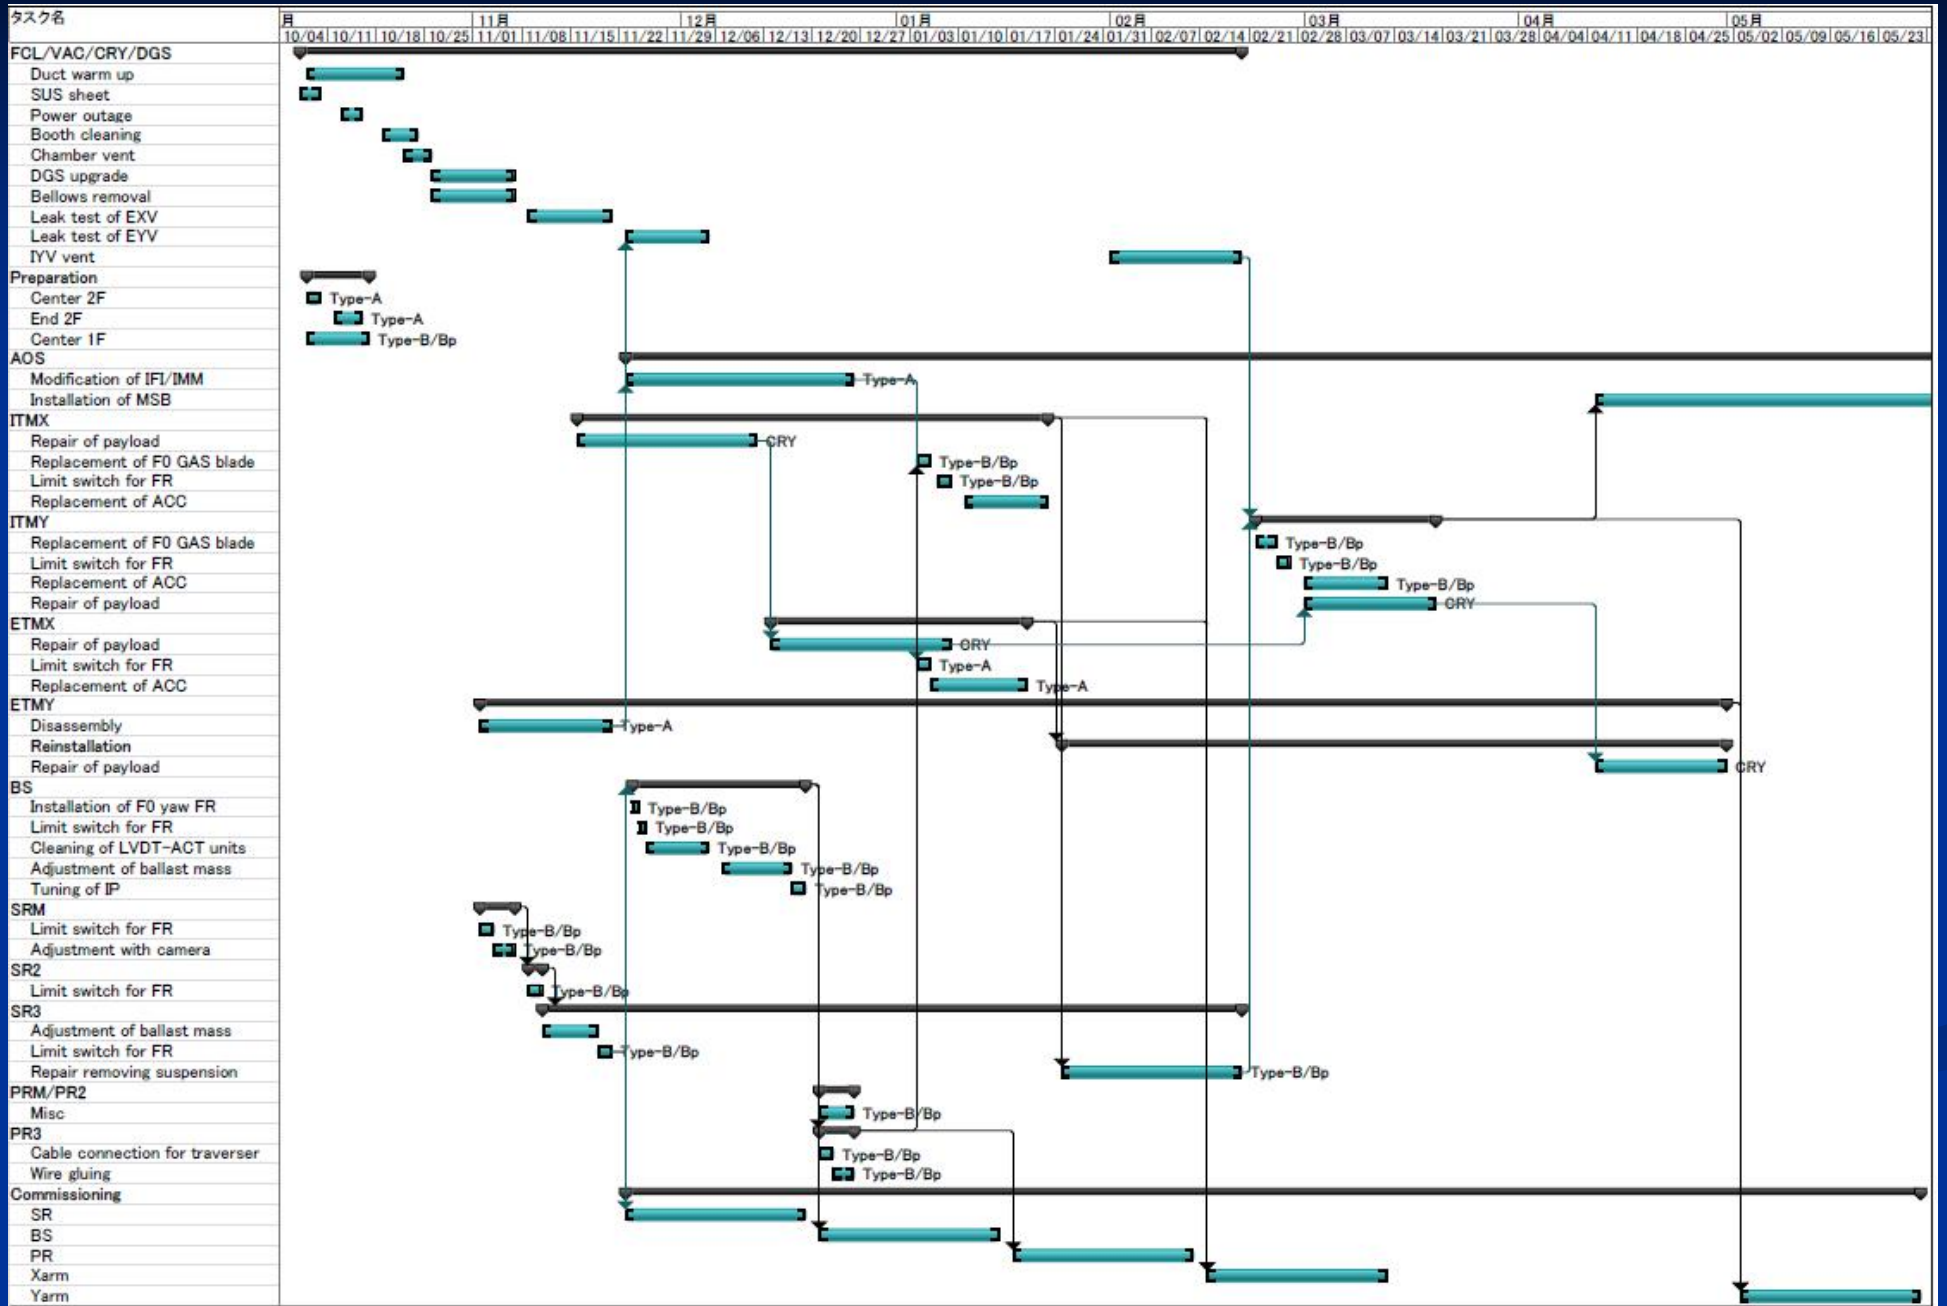 タスク名 月 11月 12月 01月 02月 03月 04月 05月
10/04 10/11 10/18 10/25 11/01 11/08 11/15 11/22 11/29 12/06 12/13 12/20 12/27 01/03 01/10 01/17 01/24 01/31 02/07 02/14 02/21 02/28 03/07 03/14 03/21 03/28 04/04 04/11 04/18 04/25 05/02 05/09 05/16 05/23
FCL/VAC/CRY/DGS
Duct warm up
SUS sheet
Power outage
Booth cleaning
Chamber vent
DGS upgrade
Bellows removal
Leak test of EXV
Leak test of EYV
IYV vent
Preparation
Center 2F Type-A
End 2F Type-A
Center 1F Type-B/Bp
AOS
Modification of IFI/IMM Type-A
Installation of MSB
ITMX
Repair of payload CRY
Replacement of F0 GAS blade Type-B/Bp
Limit switch for FR Type-B/Bp
Replacement of ACC
ITMY
Replacement of F0 GAS blade Type-B/Bp
Limit switch for FR Type-B/Bp
Replacement of ACC Type-B/Bp
Repair of payload CRY
ETMX
Repair of payload CRY
Limit switch for FR Type-A
Replacement of ACC Type-A
ETMY
Disassembly Type-A
Reinstallation
Repair of payload CRY
BS
Installation of F0 yaw FR Type-B/Bp
Limit switch for FR Type-B/Bp
Cleaning of LVDT-ACT units Type-B/Bp
Adjustment of ballast mass Type-B/Bp
Tuning of IP Type-B/Bp
SRM
Limit switch for FR Type-B/Bp
Adjustment with camera Type-B/Bp
SR2
Limit switch for FR Type-B/Bp
SR3
Adjustment of ballast mass
Limit switch for FR Type-B/Bp
Repair removing suspension Type-B/Bp
PRM/PR2
Misc Type-B/Bp
PR3
Cable connection for traverser Type-B/Bp
Wire gluing Type-B/Bp
Commissioning
SR
BS
PR
Xarm
Yarm